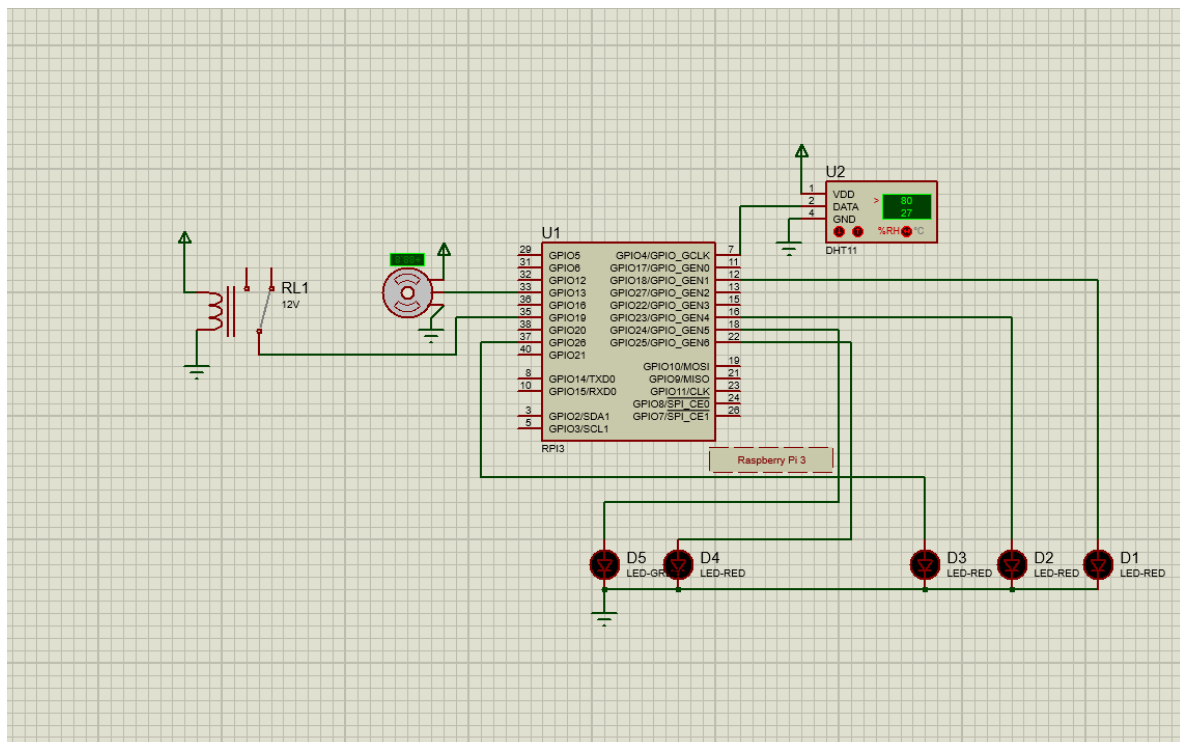 U2
1 VDD
2 DATA
4 GND
> 80
27
%RH °C
DHT11
U1
29 GPIO5
31 GPIO6
32 GPIO12
33 GPIO13
36 GPIO16
35 GPIO19
38 GPIO20
37 GPIO26
40 GPIO21
8 GPIO14/TXD0
10 GPIO15/RXD0
3 GPIO2/SDA1
5 GPIO3/SCL1
GPIO4/GPIO_GCLK 7
GPIO17/GPIO_GEN0 11
GPIO18/GPIO_GEN1 12
GPIO27/GPIO_GEN2 13
GPIO22/GPIO_GEN3 15
GPIO23/GPIO_GEN4 16
GPIO24/GPIO_GEN5 18
GPIO25/GPIO_GEN6 22
GPIO10/MOSI 19
GPIO9/MISO 21
GPIO11/CLK 23
GPIO8/SPI_CE0 24
GPIO7/SPI_CE1 26
RPI3
RL1
12V
Raspberry Pi 3
D5
D4
LED-RED
D3
LED-RED
D2
LED-RED
D1
LED-RED